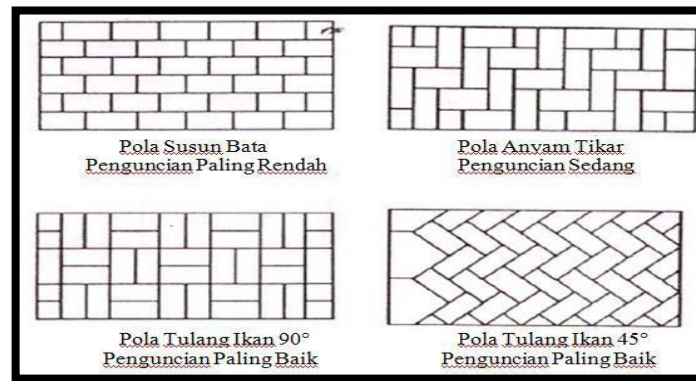 Pola Susun Bata
Penguncian Paling Rendah
Pola Anyam Tikar
Penguncian Sedang
Pola Tulang Ikan 90°
Penguncian Paling Baik
Pola Tulang Ikan 45°
Penguncian Paling Baik